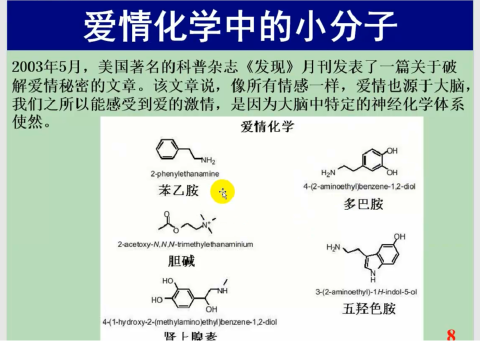 爱情化学中的小分子
2003年5月，美国著名的科普杂志《发现》月刊发表了一篇关于破
解爱情秘密的文章。该文章说，像所有情感一样，爱情也源于大脑，
我们之所以能感受到爱的激情，是因为大脑中特定的神经化学体系
使然。
爱情化学
NH₂
2-phenylethanamine
苯乙胺
OH
OH
H₂N
4-(2-aminoethyl)benzene-1,2-diol
多巴胺
O
O
N⁺
2-acetoxy-N,N,N-trimethylethanaminium
胆碱
H₂N
OH
N
H
3-(2-aminoethyl)-1H-indol-5-ol
五羟色胺
HO
HO
NH
OH
4-(1-hydroxy-2-(methylamino)ethyl)benzene-1,2-diol
肾上腺素
8